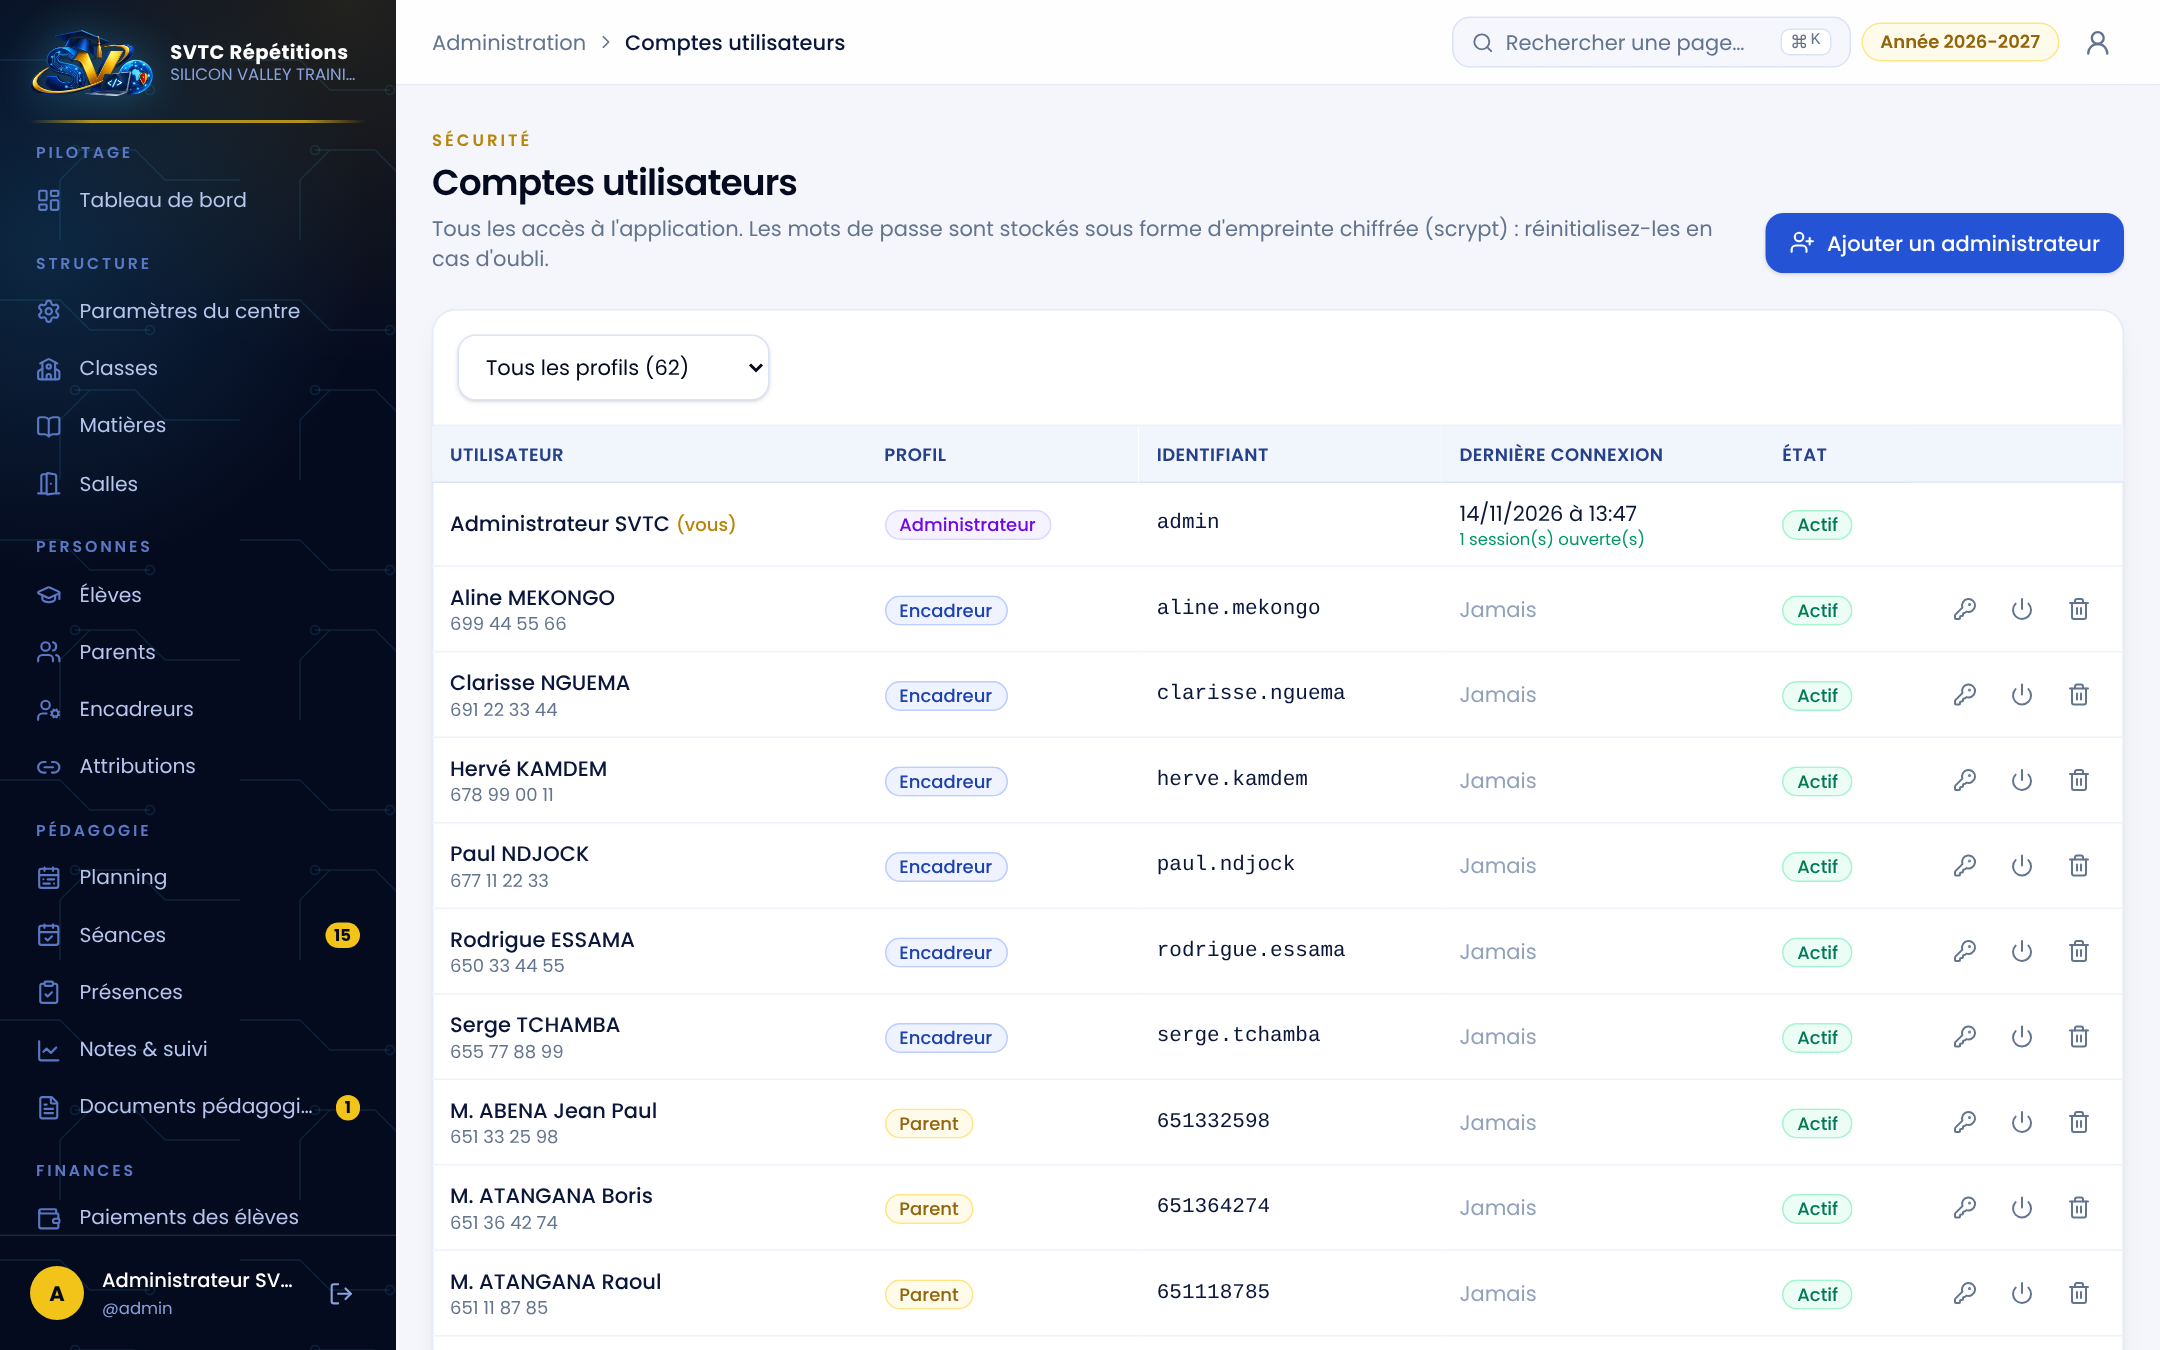 SVTC Répétitions
SILICON VALLEY TRAINI...
PILOTAGE
Tableau de bord
STRUCTURE
Paramètres du centre
Classes
Matières
Salles
PERSONNES
Élèves
Parents
Encadreurs
Attributions
PÉDAGOGIE
Planning
Séances 15
Présences
Notes & suivi
Documents pédagogi... 1
FINANCES
Paiements des élèves
A
Administrateur SV...
@admin
Administration > Comptes utilisateurs
Rechercher une page... ⌘ K
Année 2026-2027
SÉCURITÉ
Comptes utilisateurs
Tous les accès à l'application. Les mots de passe sont stockés sous forme d'empreinte chiffrée (scrypt) : réinitialisez-les en
cas d'oubli.
Ajouter un administrateur
Tous les profils (62)
UTILISATEUR PROFIL IDENTIFIANT DERNIÈRE CONNEXION ÉTAT
Administrateur SVTC (vous) Administrateur admin 14/11/2026 à 13:47 Actif
1 session(s) ouverte(s)
Aline MEKONGO Encadreur aline.mekongo Jamais Actif
699 44 55 66
Clarisse NGUEMA Encadreur clarisse.nguema Jamais Actif
691 22 33 44
Hervé KAMDEM Encadreur herve.kamdem Jamais Actif
678 99 00 11
Paul NDJOCK Encadreur paul.ndjock Jamais Actif
677 11 22 33
Rodrigue ESSAMA Encadreur rodrigue.essama Jamais Actif
650 33 44 55
Serge TCHAMBA Encadreur serge.tchamba Jamais Actif
655 77 88 99
M. ABENA Jean Paul Parent 651332598 Jamais Actif
651 33 25 98
M. ATANGANA Boris Parent 651364274 Jamais Actif
651 36 42 74
M. ATANGANA Raoul Parent 651118785 Jamais Actif
651 11 87 85